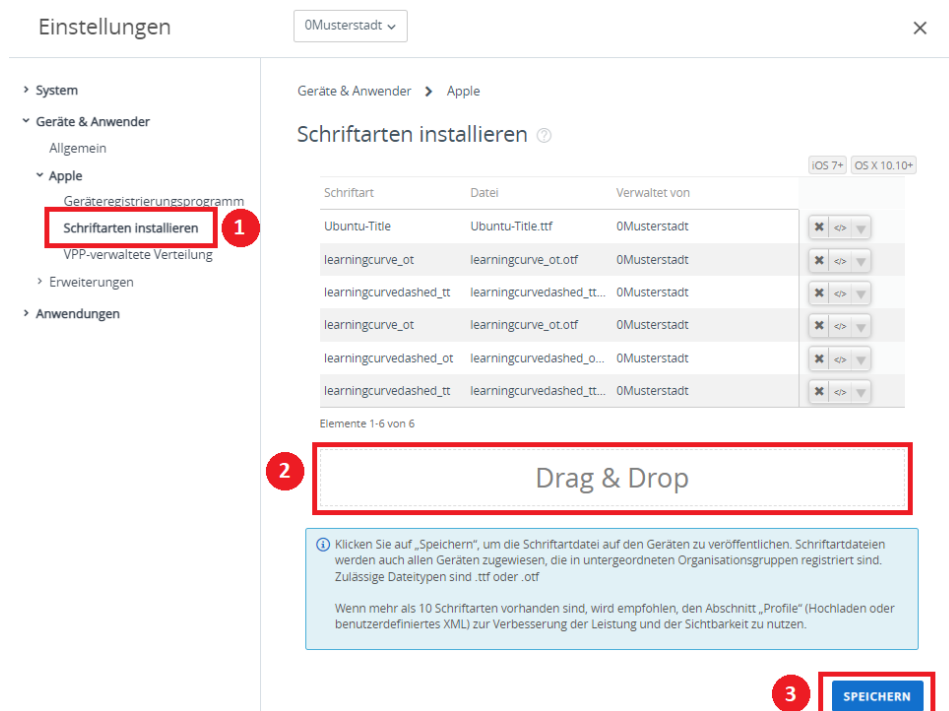 Einstellungen
0Musterstadt
System
Geräte & Anwender
Allgemein
Apple
Geräteregistrierungsprogramm
Schriftarten installieren
1
VPP-verwaltete Verteilung
Erweiterungen
Anwendungen
Geräte & Anwender > Apple
Schriftarten installieren ?
iOS 7+ OS X 10.10+
Schriftart Datei Verwaltet von
Ubuntu-Title Ubuntu-Title.ttf 0Musterstadt
learningcurve_ot learningcurve_ot.otf 0Musterstadt
learningcurvedashed_tt learningcurvedashed_tt... 0Musterstadt
learningcurve_ot learningcurve_ot.otf 0Musterstadt
learningcurvedashed_ot learningcurvedashed_o... 0Musterstadt
learningcurvedashed_tt learningcurvedashed_tt... 0Musterstadt
Elemente 1-6 von 6
2
Drag & Drop
Klicken Sie auf „Speichern“, um die Schriftartdatei auf den Geräten zu veröffentlichen. Schriftartdateien
werden auch allen Geräten zugewiesen, die in untergeordneten Organisationsgruppen registriert sind.
Zulässige Dateitypen sind .ttf oder .otf
Wenn mehr als 10 Schriftarten vorhanden sind, wird empfohlen, den Abschnitt „Profile“ (Hochladen oder
benutzerdefiniertes XML) zur Verbesserung der Leistung und der Sichtbarkeit zu nutzen.
3
SPEICHERN